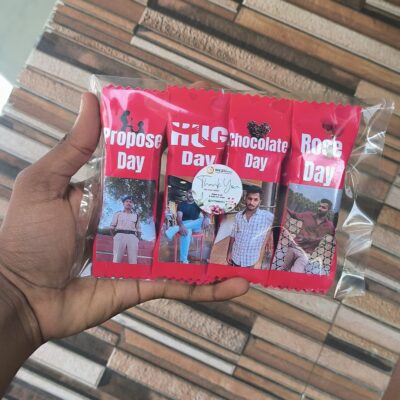 Propose
Day
HUG
Day
Chocolate
Day
Rose
Day
Thank You